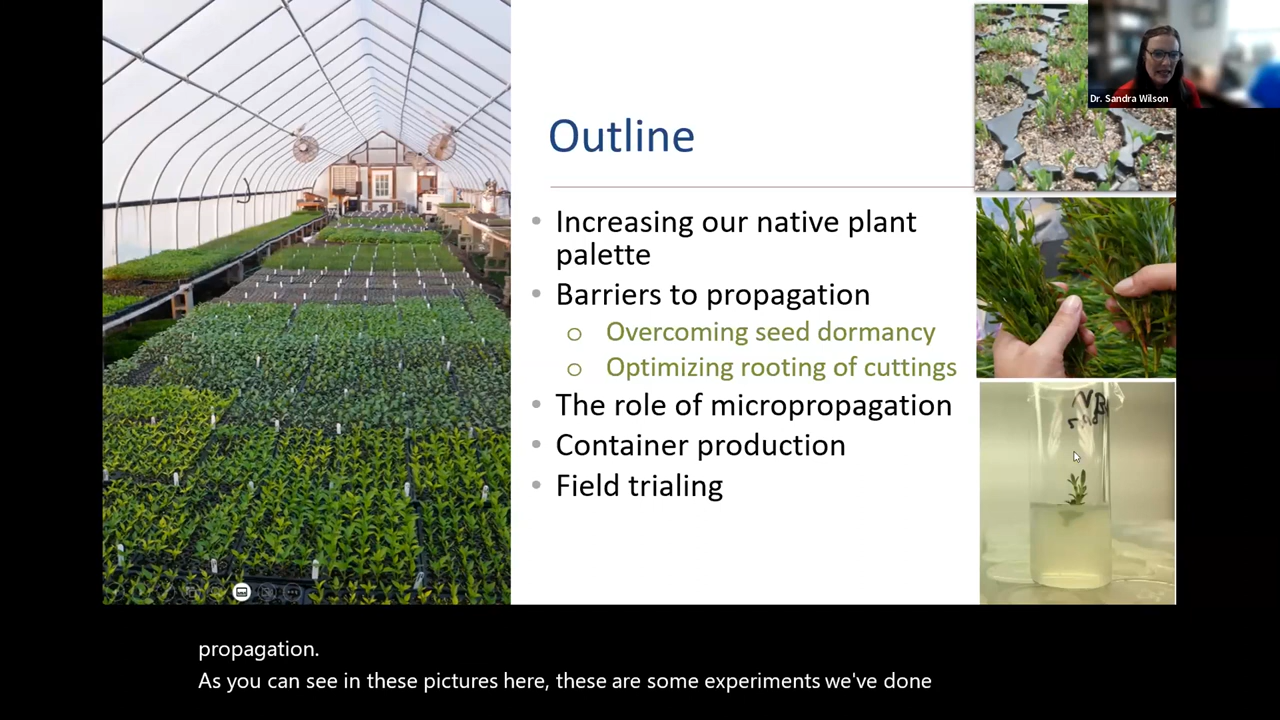 Dr. Sandra Wilson
Outline
• Increasing our native plant
palette
• Barriers to propagation
o Overcoming seed dormancy
o Optimizing rooting of cuttings
• The role of micropropagation
• Container production
• Field trialing
propagation.
As you can see in these pictures here, these are some experiments we've done